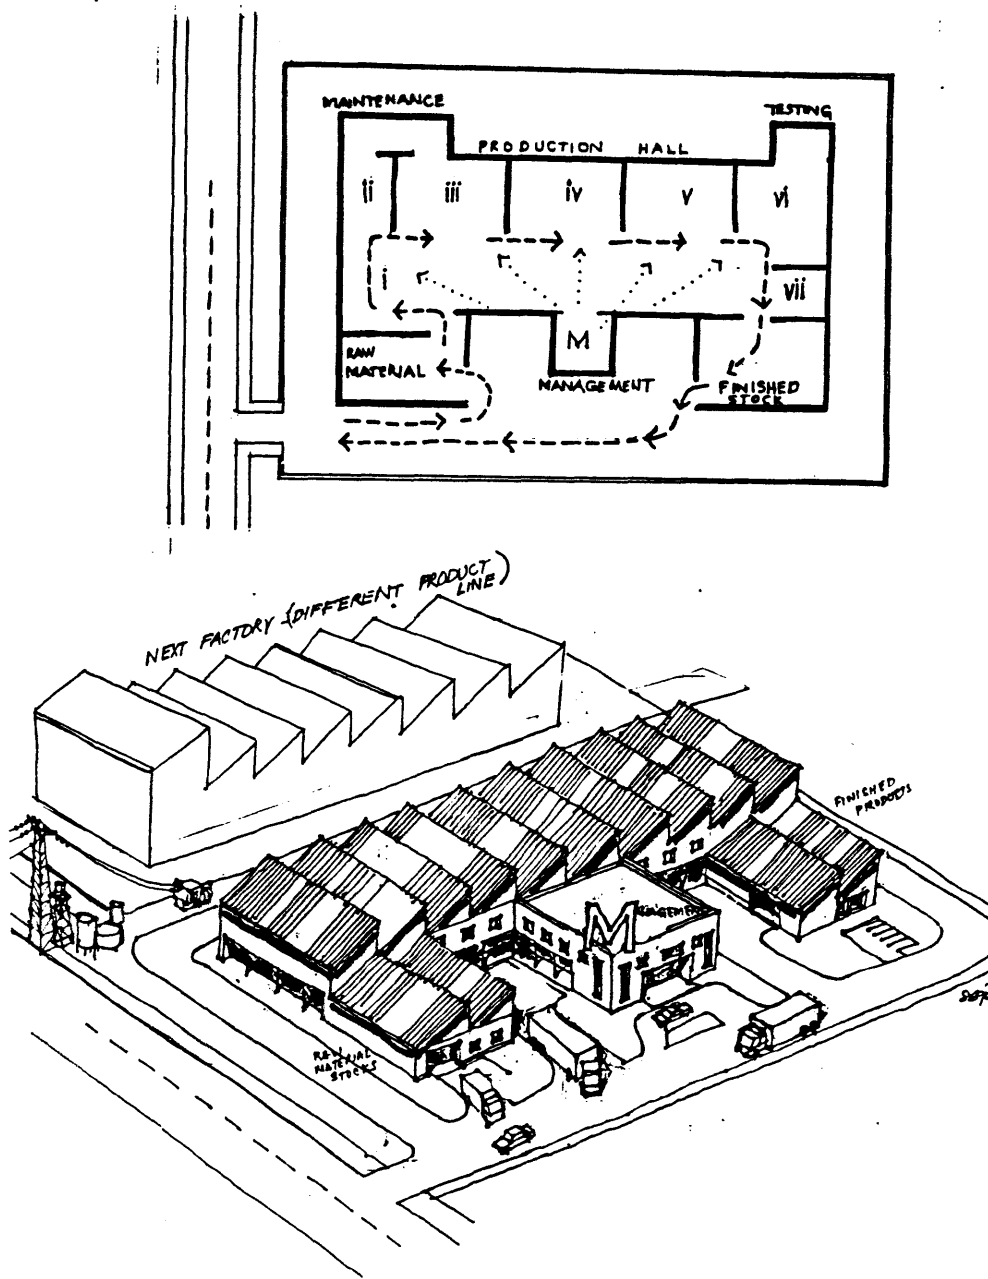 MAINTENANCE
TESTING
PRODUCTION HALL
ii
iii
iv
v
vi
i
vii
M
RAW
MATERIAL
MANAGEMENT
FINISHED
STOCK
NEXT FACTORY (DIFFERENT PRODUCT
LINE)
FINISHED
PRODUCTS
MANAGEMENT
RAW
MATERIAL
STOCKS